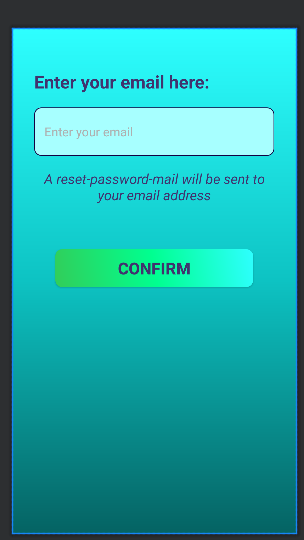 Enter your email here:
Enter your email
A reset-password-mail will be sent to
your email address
CONFIRM